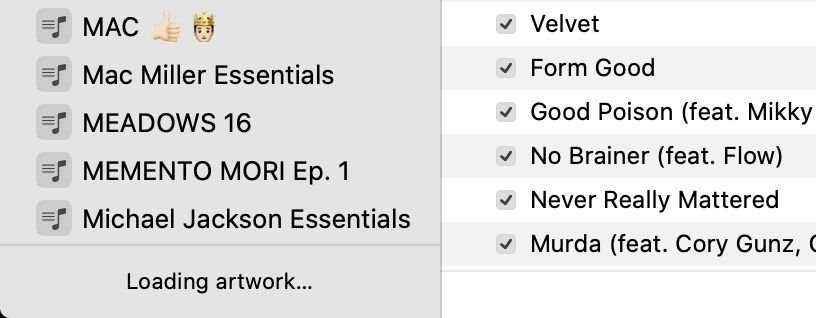 MAC 👍🏻 🤴🏻
Mac Miller Essentials
MEADOWS 16
MEMENTO MORI Ep. 1
Michael Jackson Essentials
Loading artwork...
Velvet
Form Good
Good Poison (feat. Mikky
No Brainer (feat. Flow)
Never Really Mattered
Murda (feat. Cory Gunz,